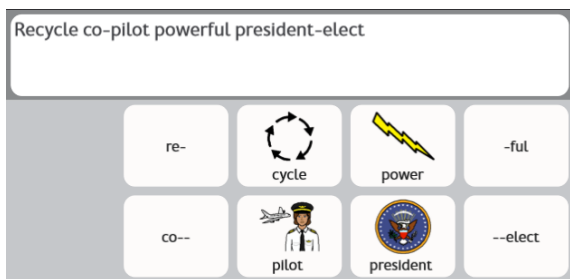 Recycle co-pilot powerful president-elect
re-
cycle
power
-ful
co--
pilot
president
--elect